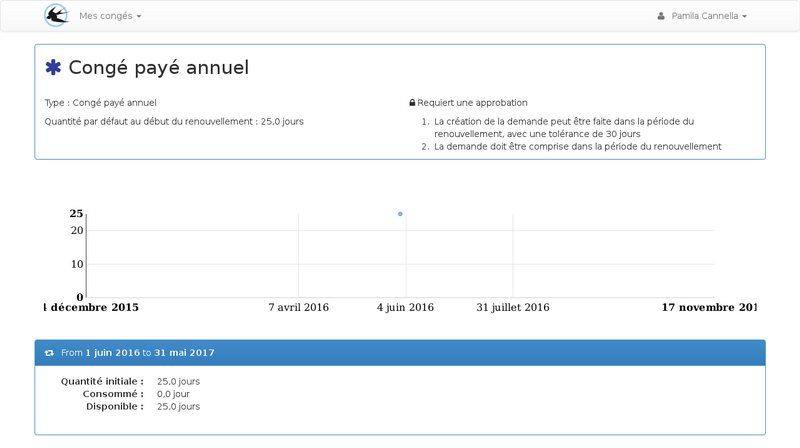 Mes congés
Pamila Cannella
Congé payé annuel
Type : Congé payé annuel
Quantité par défaut au début du renouvellement : 25,0 jours
Requiert une approbation
1. La création de la demande peut être faite dans la période du
renouvellement, avec une tolérance de 30 jours
2. La demande doit être comprise dans la période du renouvellement
25
20
10
0
décembre 2015
7 avril 2016
4 juin 2016
31 juillet 2016
17 novembre 201
From 1 juin 2016 to 31 mai 2017
Quantité initiale : 25,0 jours
Consommé : 0,0 jour
Disponible : 25,0 jours